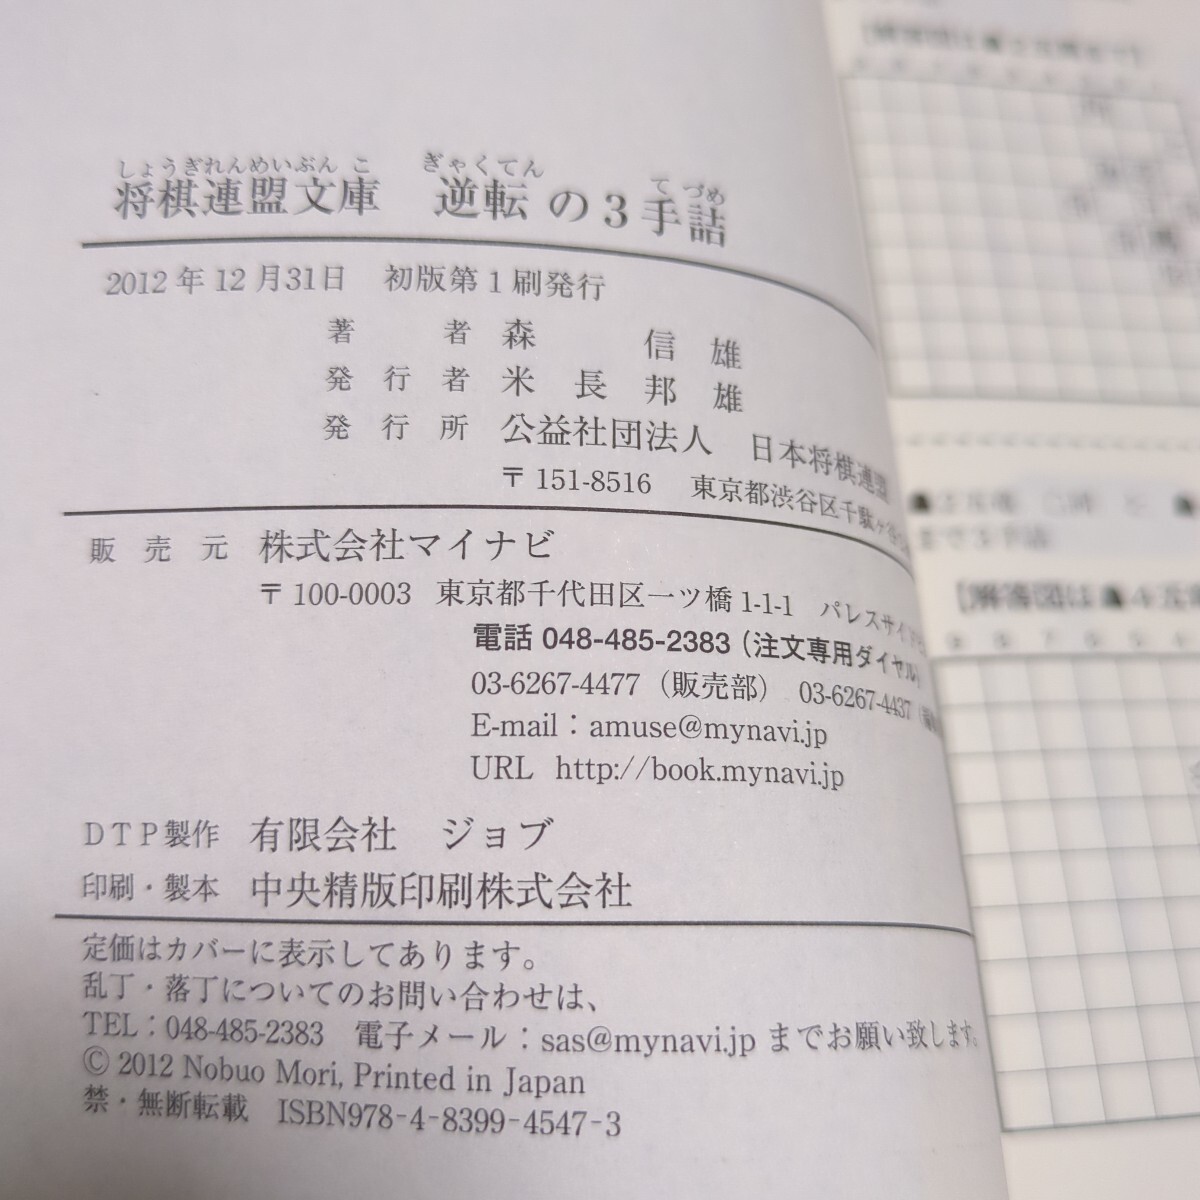 しょうぎれんめいぶんこ ぎゃくてん て づめ
将棋連盟文庫 逆転の3手詰
2012年12月31日 初版第1刷発行
著者 森 信雄
発行者 米長邦雄
発行所 公益社団法人 日本将棋連盟
〒151-8516 東京都渋谷区千駄ヶ谷
販売元 株式会社マイナビ
〒100-0003 東京都千代田区一ツ橋1-1-1 パレスサイド
電話 048-485-2383（注文専用ダイヤル）
03-6267-4477（販売部） 03-6267-4437
E-mail：amuse@mynavi.jp
URL http://book.mynavi.jp
DTP製作 有限会社 ジョブ
印刷・製本 中央精版印刷株式会社
定価はカバーに表示してあります。
乱丁・落丁についてのお問い合わせは、
TEL：048-485-2383 電子メール：sas@mynavi.jp までお願い致します。
© 2012 Nobuo Mori, Printed in Japan
禁・無断転載 ISBN978-4-8399-4547-3
まで3手詰
[解答図は▲4五